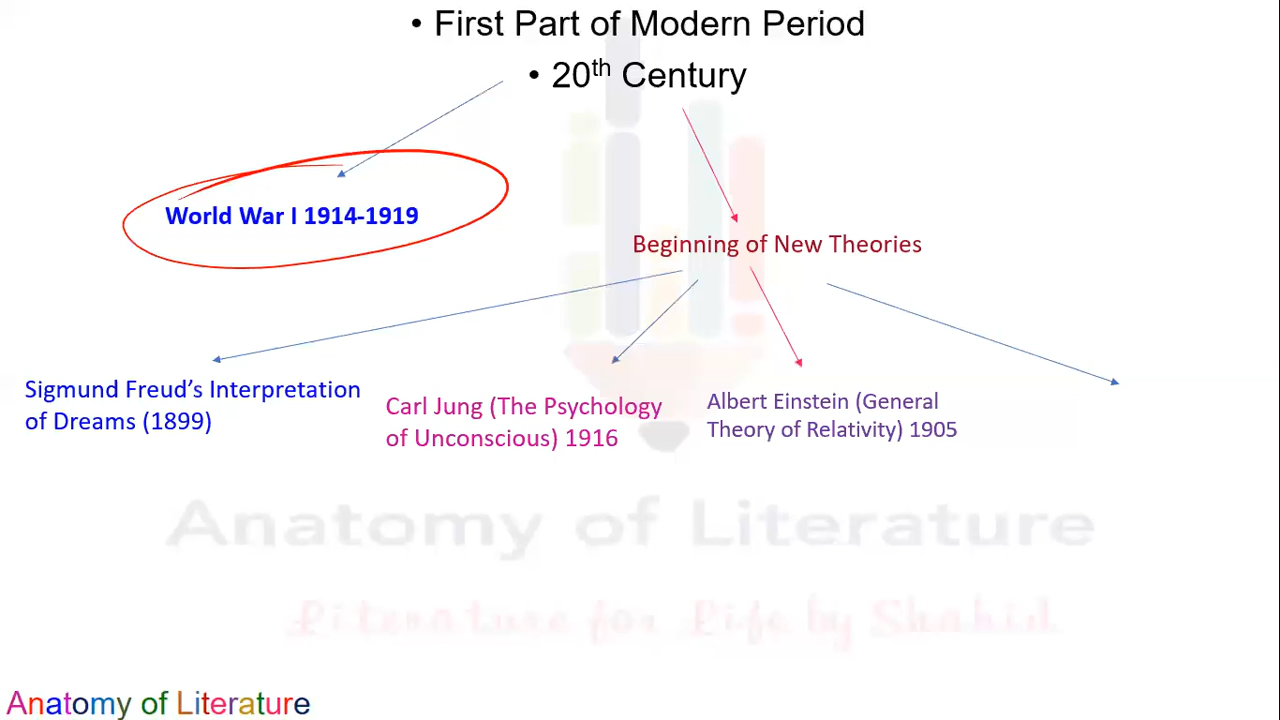 • First Part of Modern Period
• 20th Century
World War I 1914-1919
Beginning of New Theories
Sigmund Freud’s Interpretation
of Dreams (1899)
Carl Jung (The Psychology
of Unconscious) 1916
Albert Einstein (General
Theory of Relativity) 1905
Anatomy of Literature
Literature for Life by Shahid
Anatomy of Literature